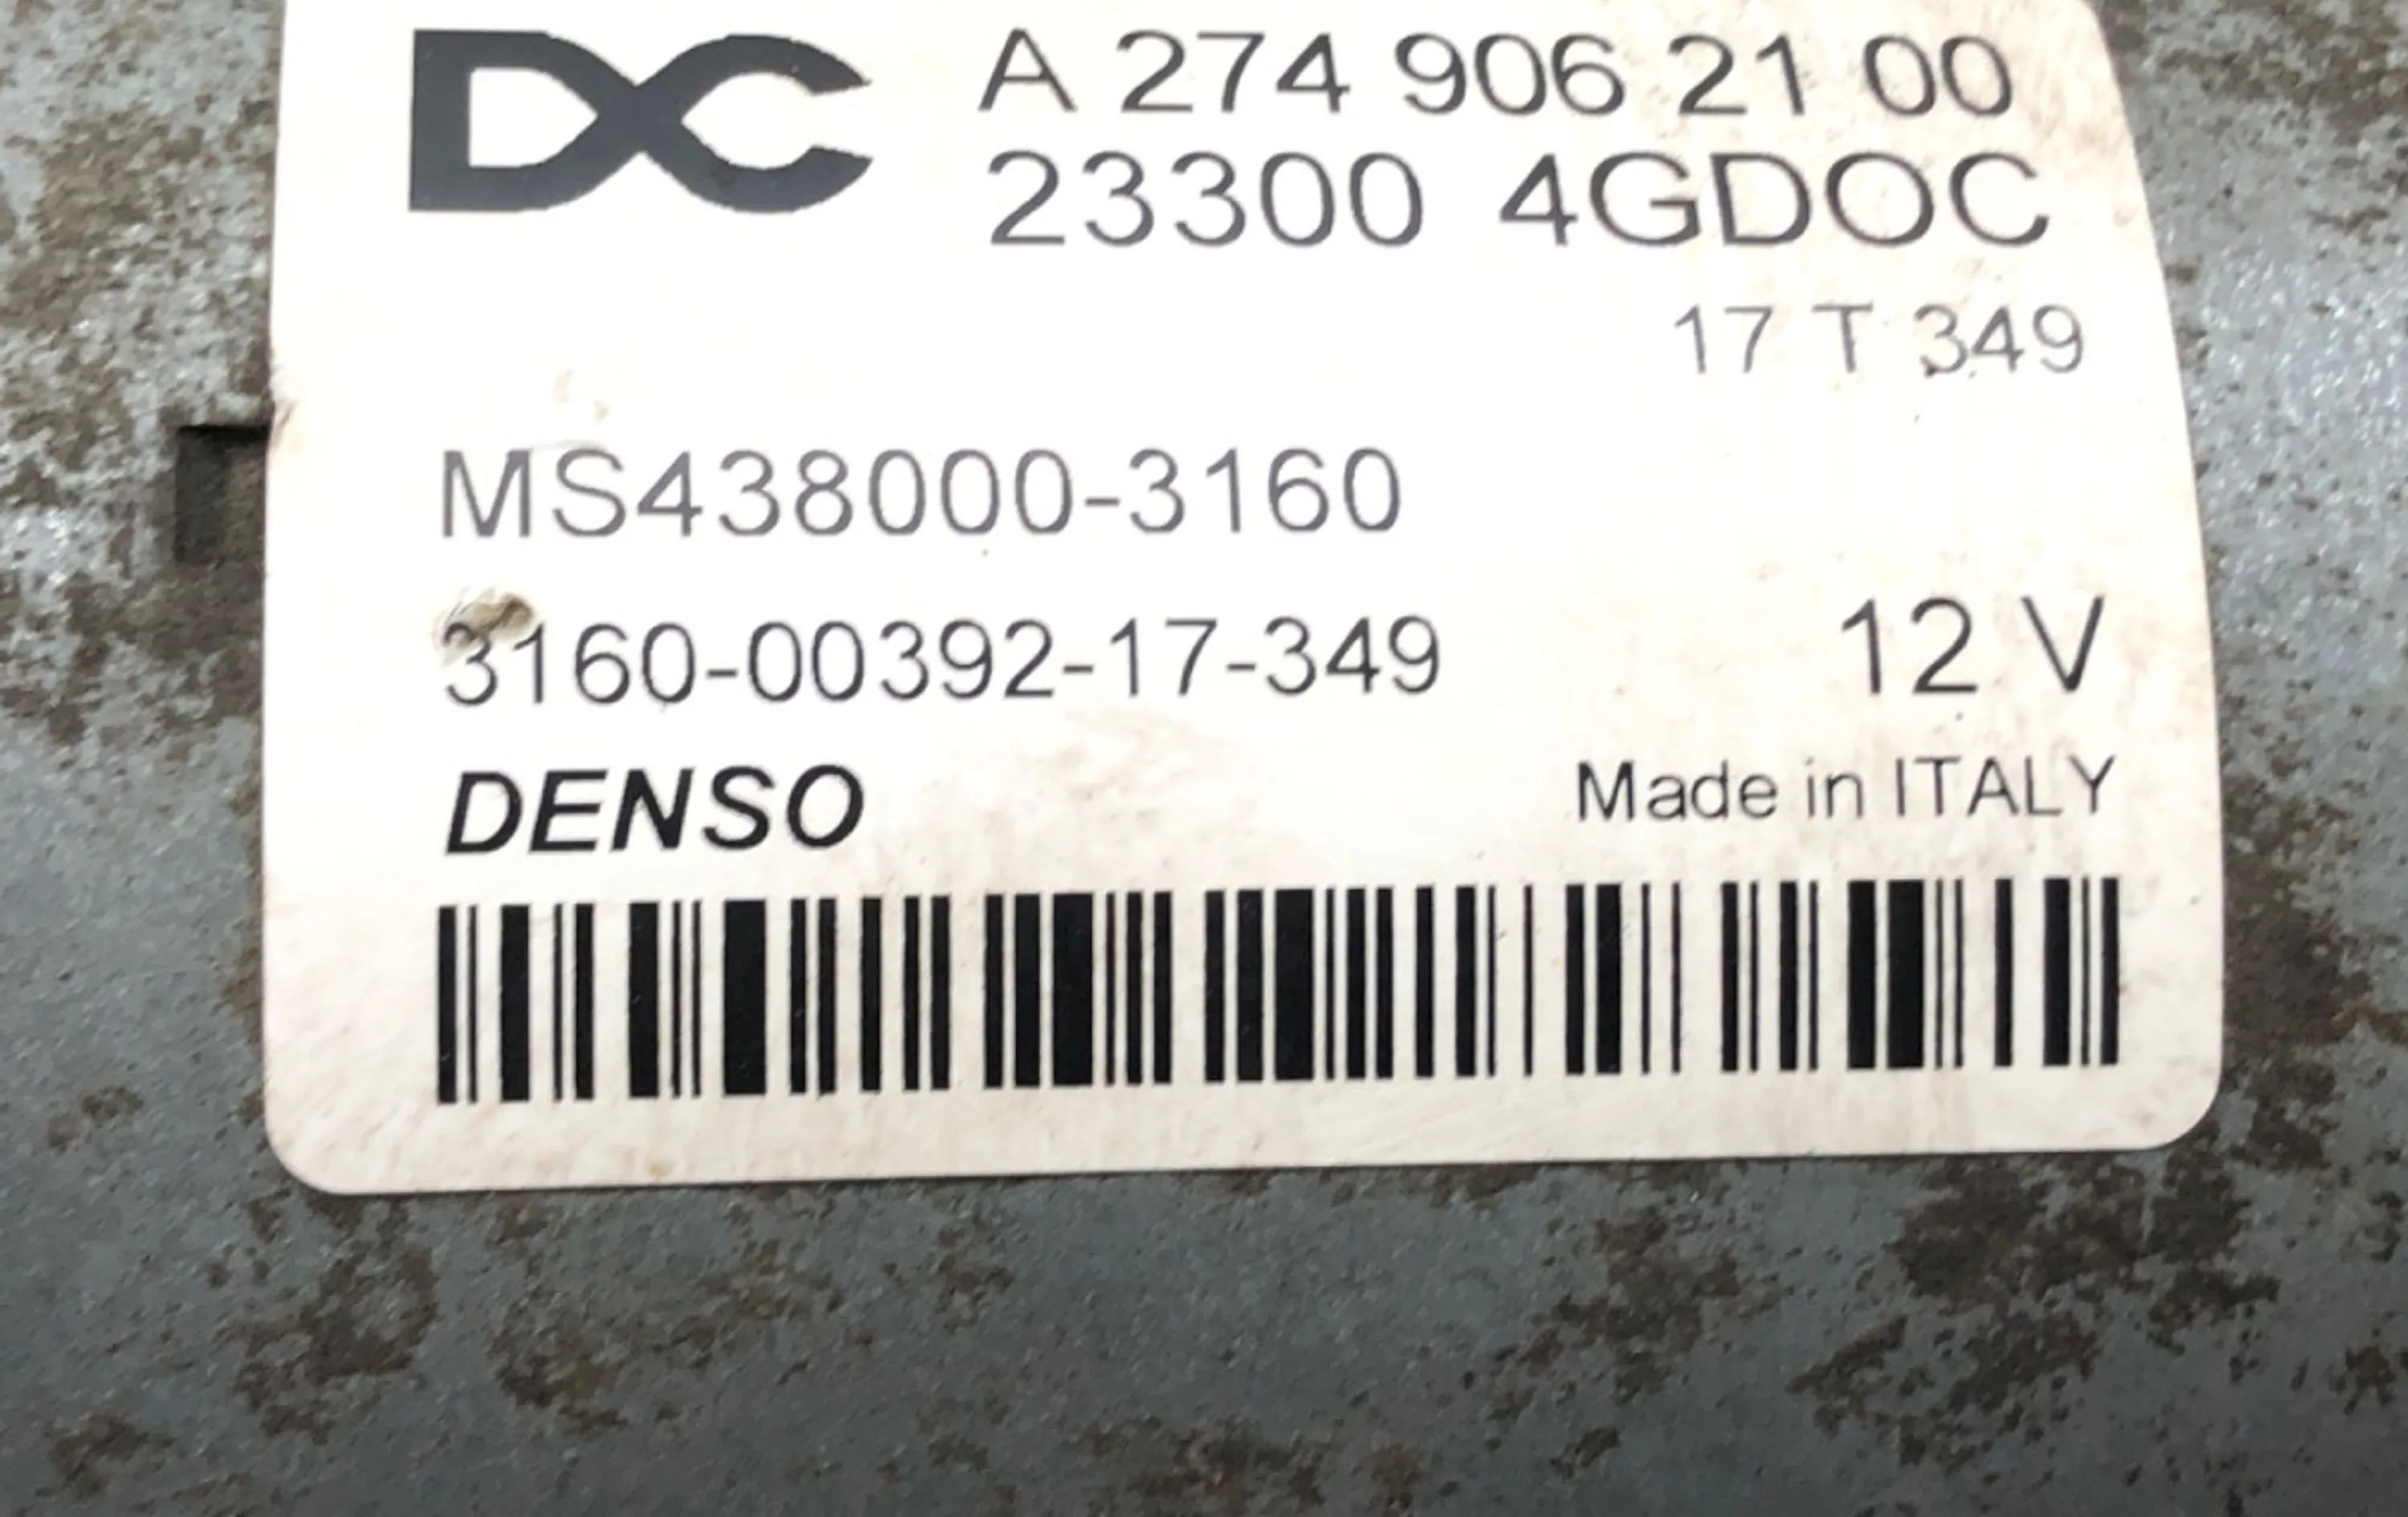 DC A 274 906 21 00
23300 4GDOC
17 T 349
MS438000-3160
3160-00392-17-349 12 V
DENSO Made in ITALY